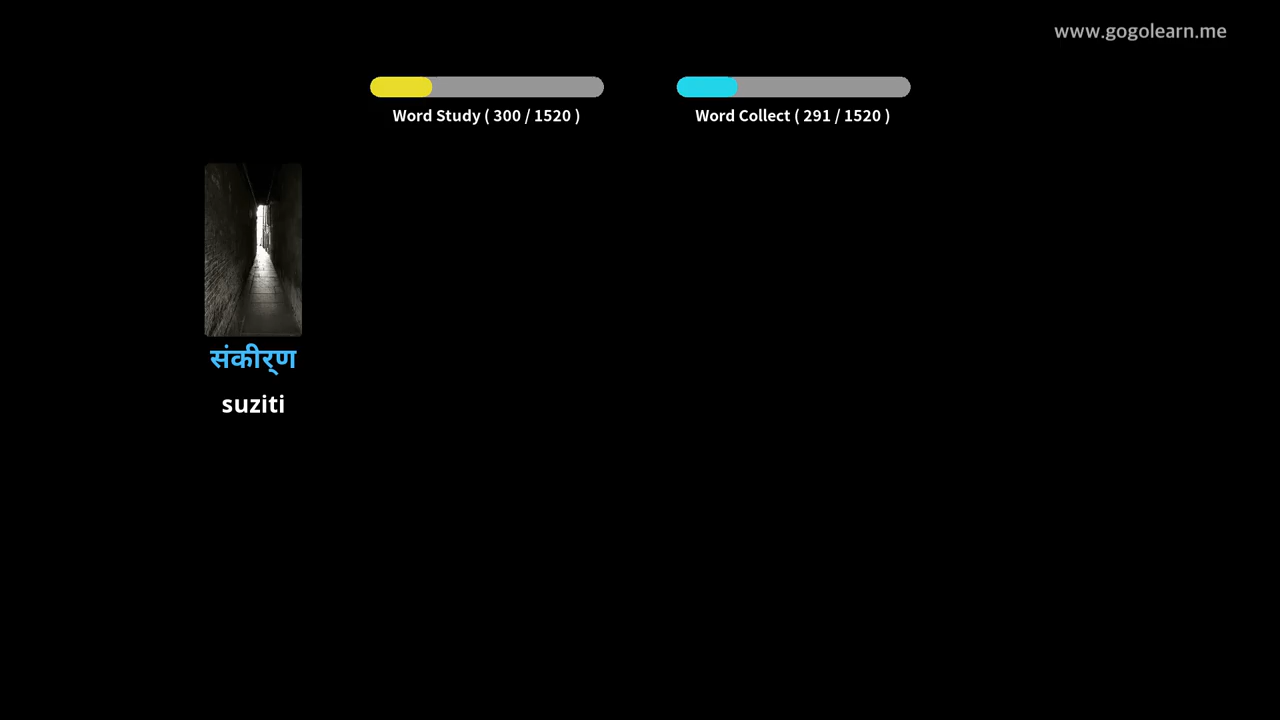 www.gogolearn.me
Word Study ( 300 / 1520 )
Word Collect ( 291 / 1520 )
संकीर्‌ण
suziti